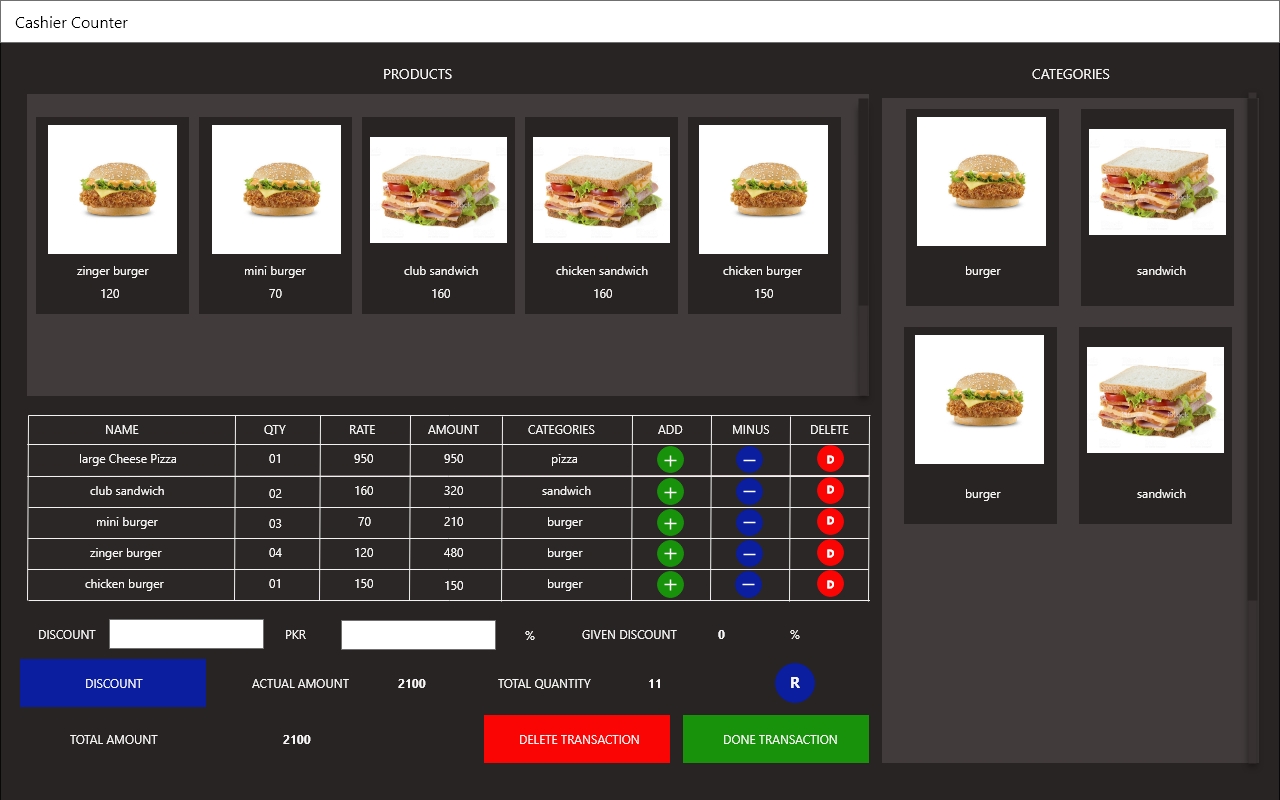 Cashier Counter
PRODUCTS
CATEGORIES
zinger burger
120
mini burger
70
club sandwich
160
chicken sandwich
160
chicken burger
150
burger
sandwich
burger
sandwich
NAME QTY RATE AMOUNT CATEGORIES ADD MINUS DELETE
large Cheese Pizza 01 950 950 pizza + − D
club sandwich 02 160 320 sandwich + − D
mini burger 03 70 210 burger + − D
zinger burger 04 120 480 burger + − D
chicken burger 01 150 150 burger + − D
DISCOUNT PKR % GIVEN DISCOUNT 0 %
DISCOUNT ACTUAL AMOUNT 2100 TOTAL QUANTITY 11 R
TOTAL AMOUNT 2100 DELETE TRANSACTION DONE TRANSACTION